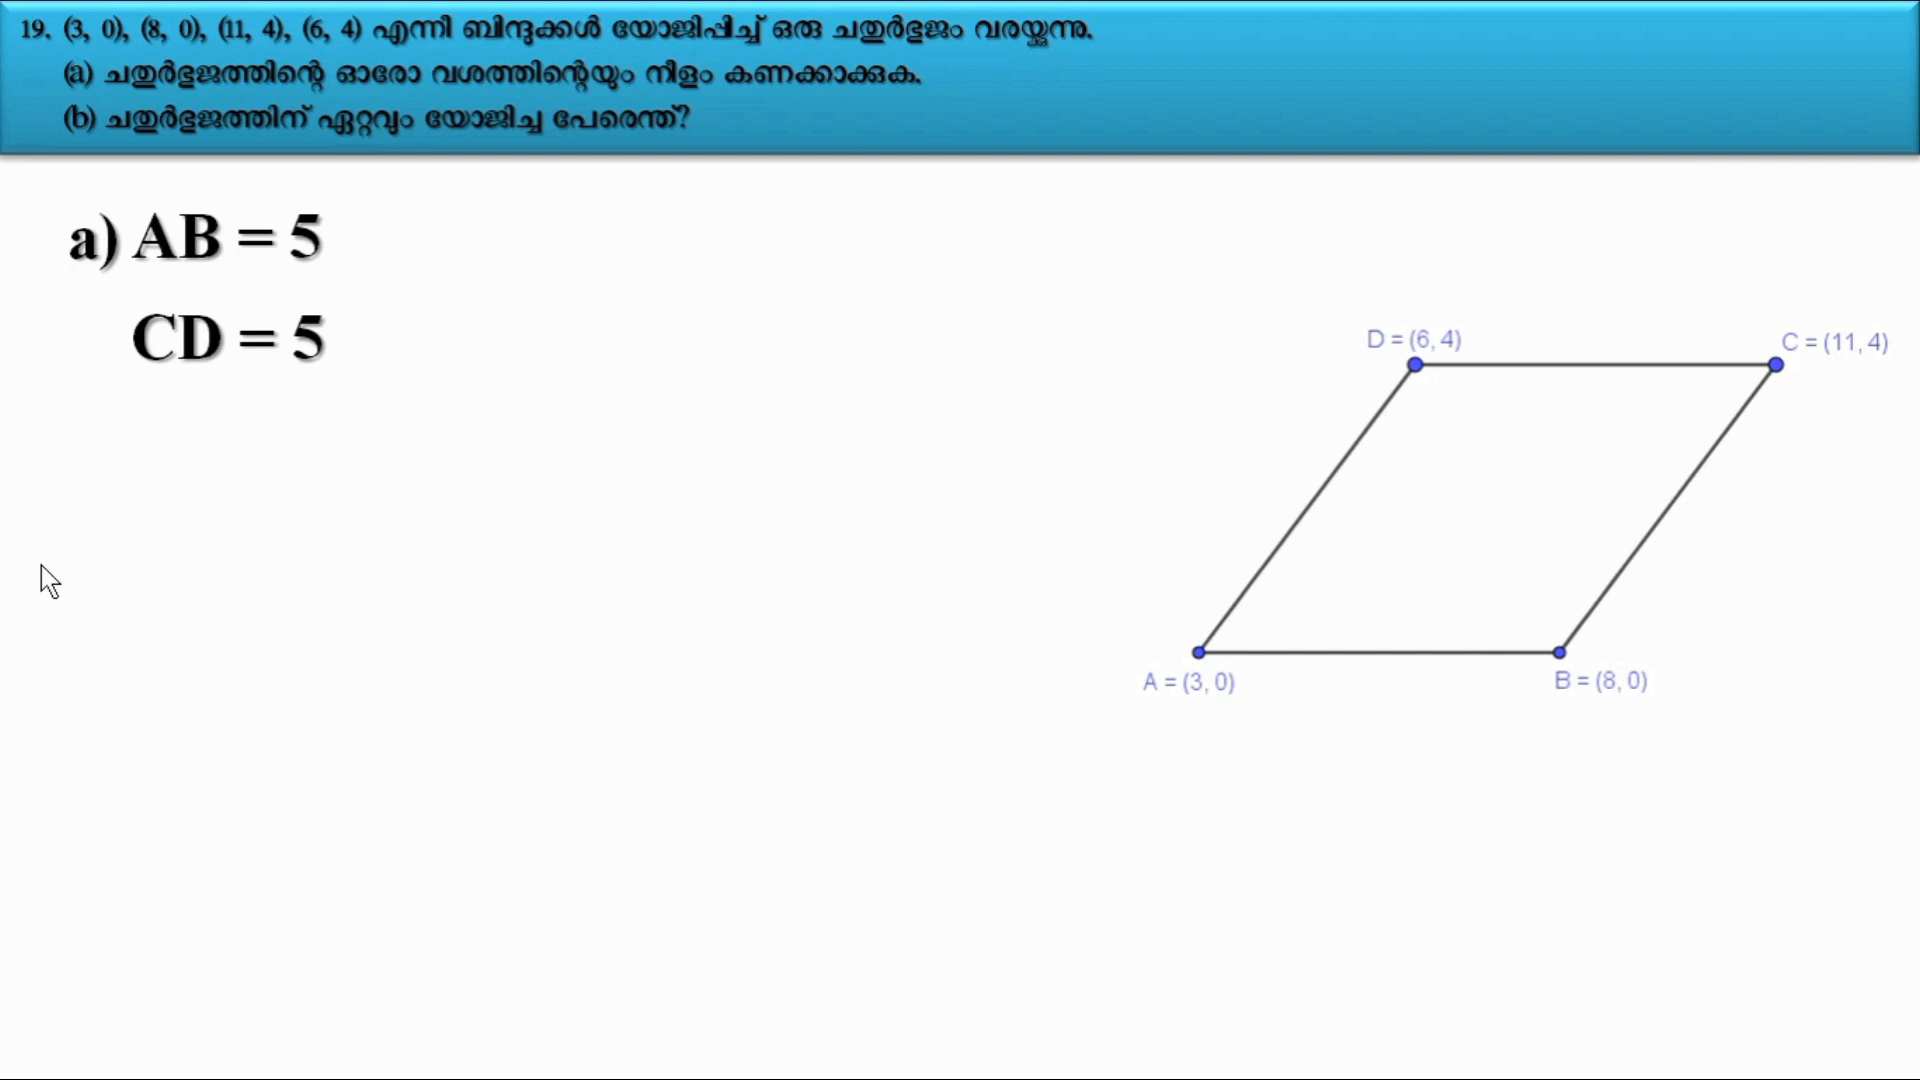 19. (3, 0), (8, 0), (11, 4), (6, 4) എന്നീ ബിന്ദുക്കൾ യോജിപ്പിച്ച് ഒരു ചതുർഭുജം വരയ്ക്കുന്നു.
(a) ചതുർഭുജത്തിന്റെ ഓരോ വശത്തിന്റെയും നീളം കണക്കാക്കുക.
(b) ചതുർഭുജത്തിന് ഏറ്റവും യോജിച്ച പേരെന്ത്?
a) AB = 5
CD = 5
D = (6, 4)
C = (11, 4)
A = (3, 0)
B = (8, 0)